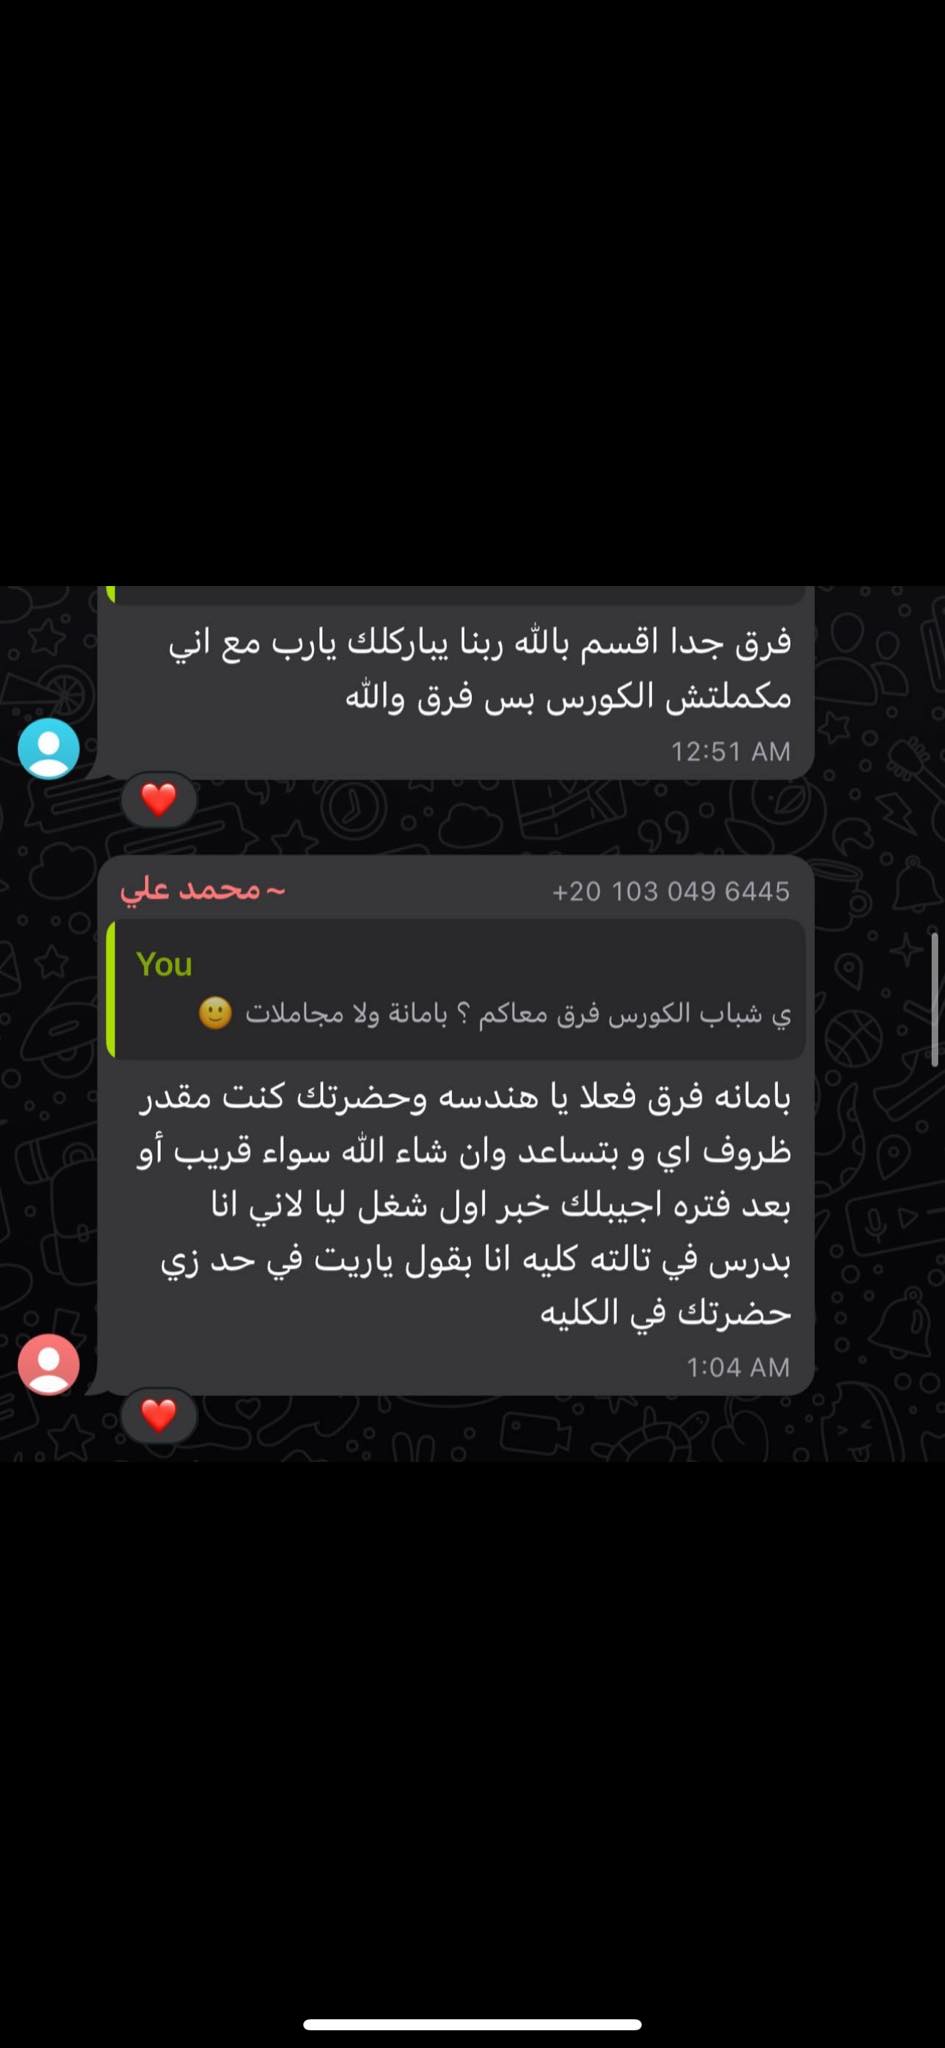 فرق جدا اقسم بالله ربنا يباركلك يارب مع اني
مكملتش الكورس بس فرق والله
12:51 AM
~ محمد علي
+20 103 049 6445
You
ي شباب الكورس فرق معاكم ؟ بامانة ولا مجاملات 🙂
بامانه فرق فعلا يا هندسه وحضرتك كنت مقدر
ظروف اي و بتساعد وان شاء الله سواء قريب أو
بعد فتره اجيبلك خبر اول شغل ليا لاني انا
بدرس في تالته كليه انا بقول ياريت في حد زي
حضرتك في الكليه
1:04 AM